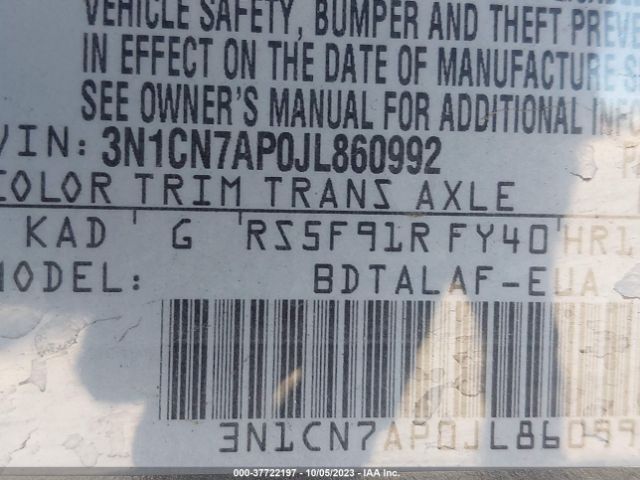 VEHICLE SAFETY, BUMPER AND THEFT PREVE
IN EFFECT ON THE DATE OF MANUFACTURE S
SEE OWNER'S MANUAL FOR ADDITIONAL INFO
VIN: 3N1CN7AP0JL860992
COLOR TRIM TRANS AXLE
KAD G RS5F91R FY40 HR1
MODEL: BDTALAF-EUA
3N1CN7AP0JL86099
000-37722197 - 10/05/2023 - IAA, Inc.